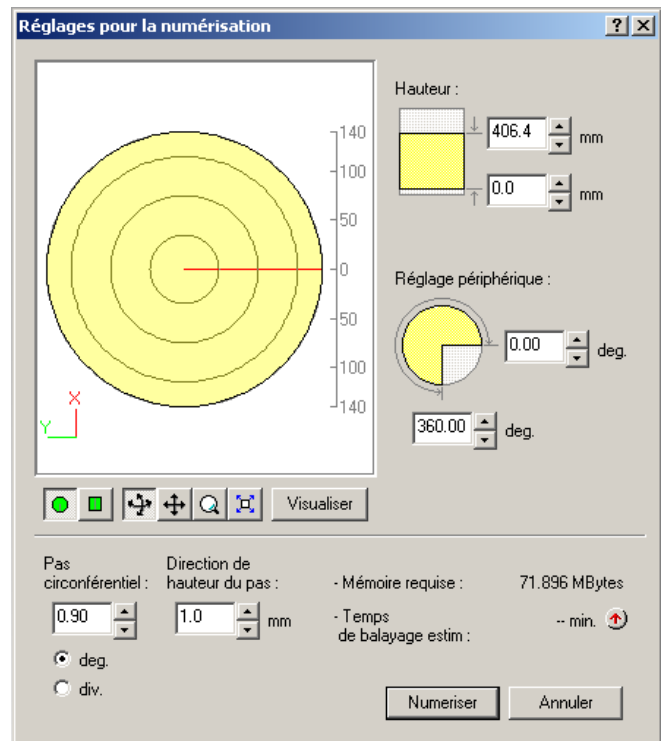 Réglages pour la numérisation
140
100
50
0
50
100
140
X
Y
Hauteur :
406.4 mm
0.0 mm
Réglage périphérique :
0.00 deg.
360.00 deg.
Visualiser
Pas
circonférentiel :
0.90
deg.
div.
Direction de
hauteur du pas :
1.0 mm
- Mémoire requise : 71.896 MBytes
- Temps
de balayage estim : -- min.
Numeriser
Annuler